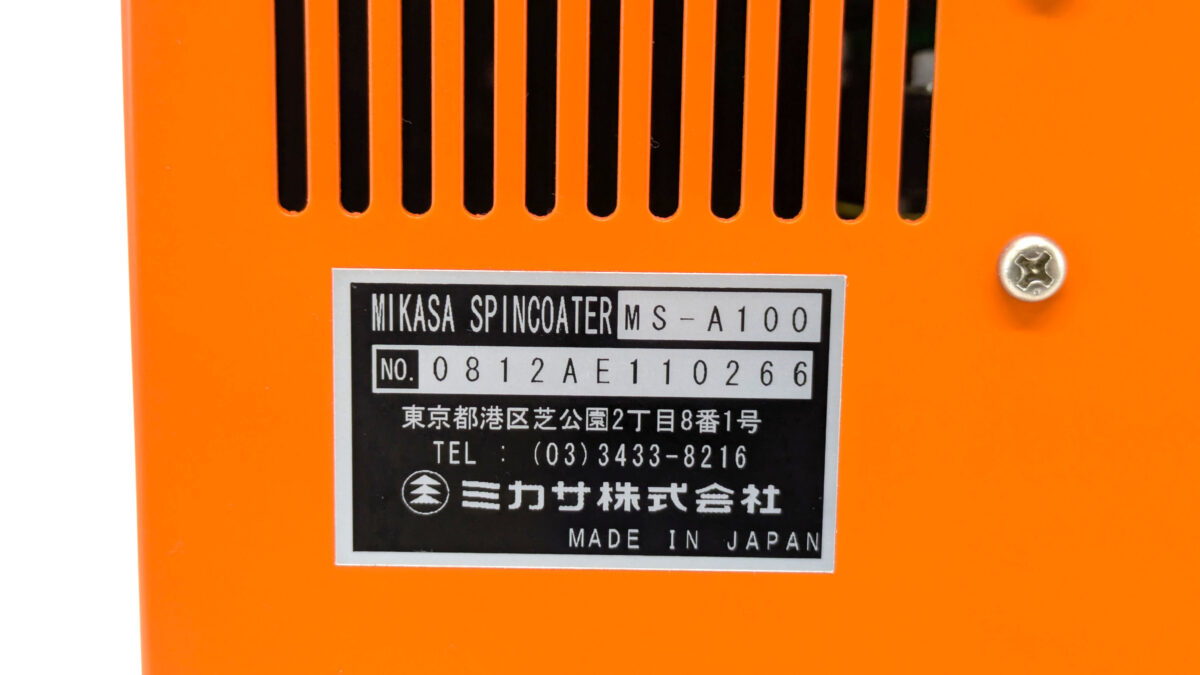 MIKASA SPINCOATER MS-A100
NO. 0812AE110266
東京都港区芝公園2丁目8番1号
TEL : (03)3433-8216
ミカサ株式会社
MADE IN JAPAN